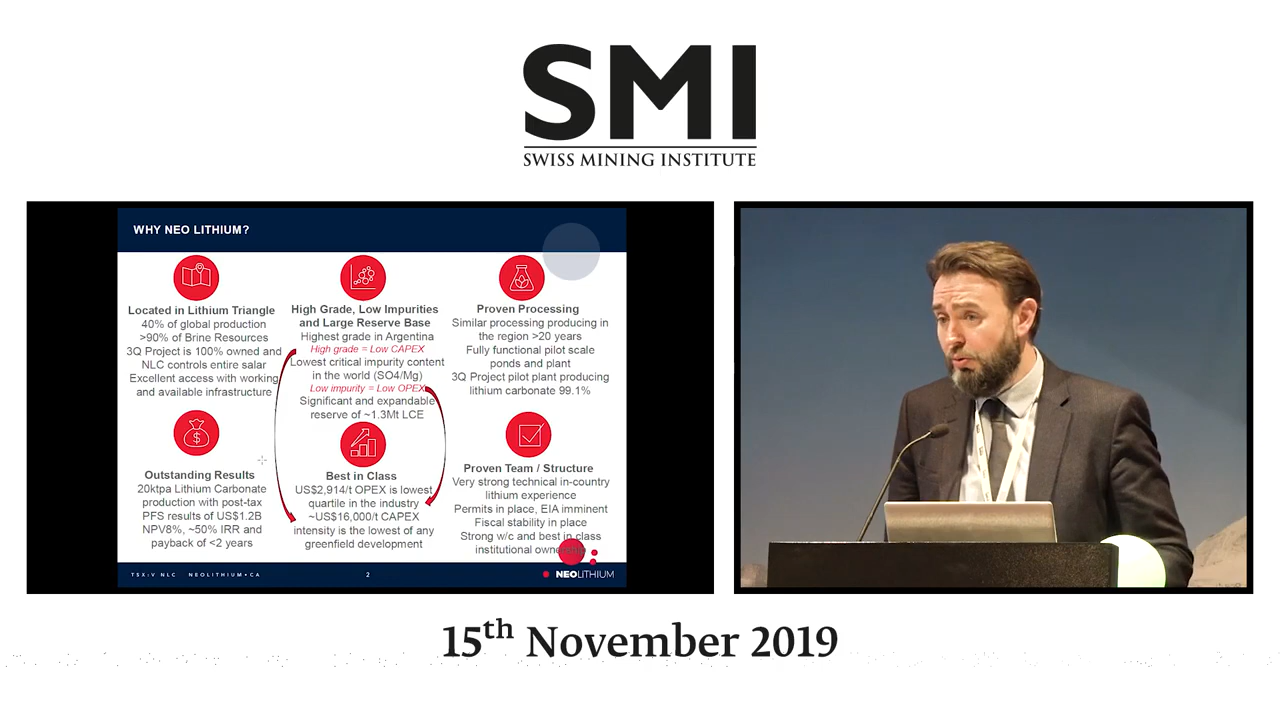 SMI
SWISS MINING INSTITUTE
WHY NEO LITHIUM?
Located in Lithium Triangle
40% of global production
>90% of Brine Resources
3Q Project is 100% owned and
NLC controls entire salar
Excellent access with working
and available infrastructure
High Grade, Low Impurities
and Large Reserve Base
Highest grade in Argentina
High grade = Low CAPEX
Lowest critical impurity content
in the world (SO4/Mg)
Low impurity = Low OPEX
Significant and expandable
reserve of ~1.3Mt LCE
Proven Processing
Similar processing producing in
the region >20 years
Fully functional pilot scale
ponds and plant
3Q Project pilot plant producing
lithium carbonate 99.1%
$
Outstanding Results
20ktpa Lithium Carbonate
production with post-tax
PFS results of US$1.2B
NPV8%, ~50% IRR and
payback of <2 years
Best in Class
US$2,914/t OPEX is lowest
quartile in the industry
~US$16,000/t CAPEX
intensity is the lowest of any
greenfield development
Proven Team / Structure
Very strong technical in-country
lithium experience
Permits in place, EIA imminent
Fiscal stability in place
Strong w/c and best in class
institutional ownership
TSX:V NLC NEOLITHIUM•CA
2
NEOLITHIUM
15th November 2019